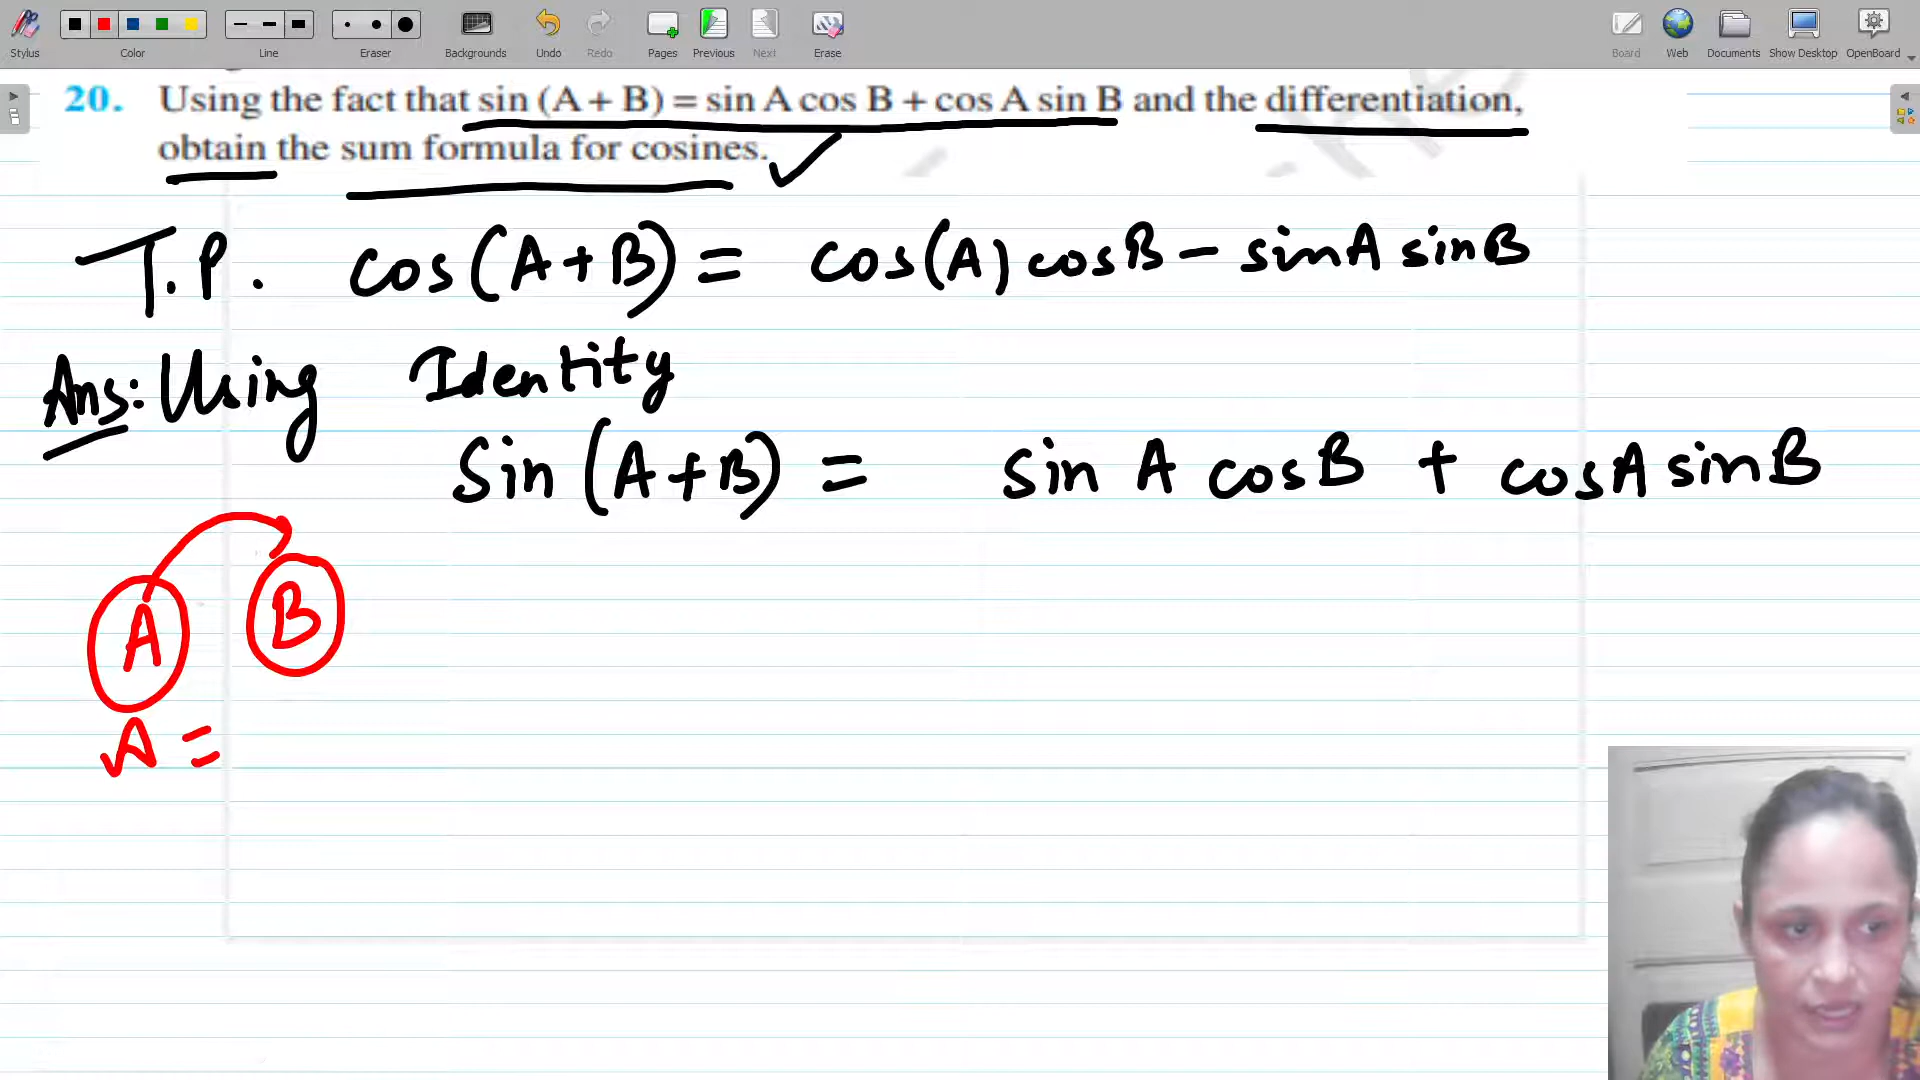 Stylus Color Line Eraser Backgrounds Undo Redo Pages Previous Next Erase Board Web Documents Show Desktop OpenBoard
20. Using the fact that sin (A + B) = sin A cos B + cos A sin B and the differentiation,
obtain the sum formula for cosines.
T.P. cos(A+B) = cos(A) cosB - sinA sinB
Ans: Using Identity
Sin (A+B) = sin A cosB + cosA sinB
A B
A =